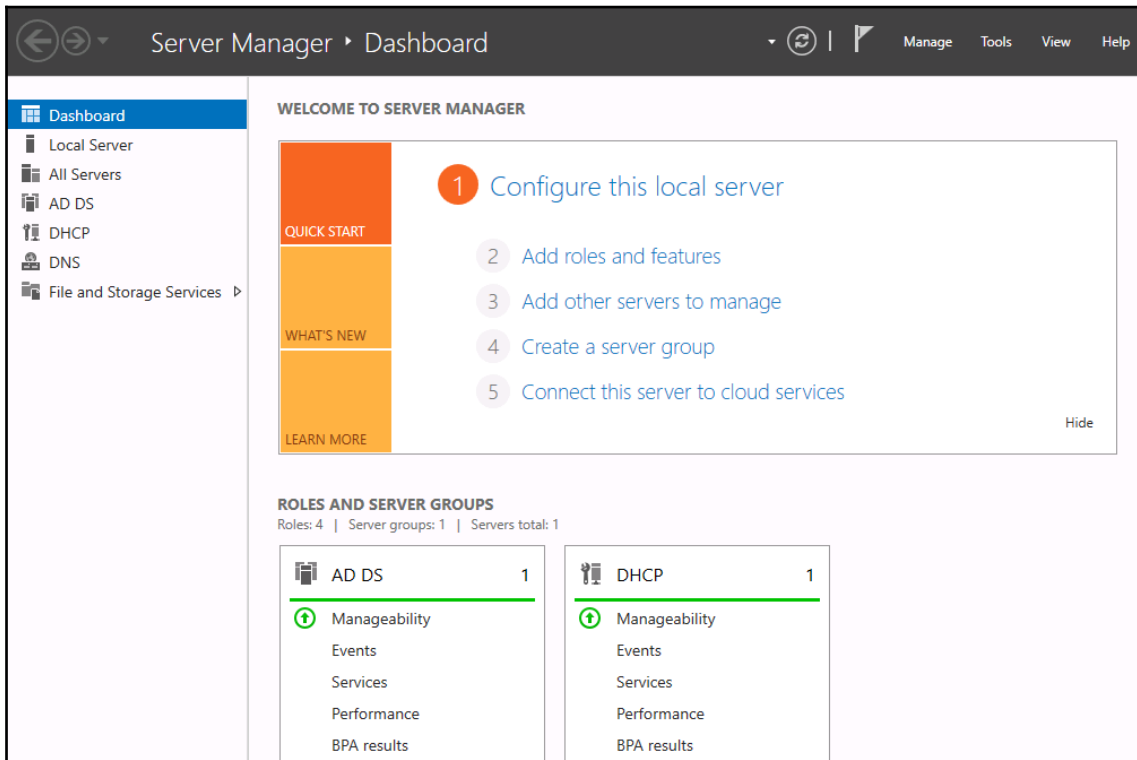 Server Manager ‣ Dashboard
Manage Tools View Help
Dashboard
Local Server
All Servers
AD DS
DHCP
DNS
File and Storage Services
WELCOME TO SERVER MANAGER
QUICK START
WHAT'S NEW
LEARN MORE
1 Configure this local server
2 Add roles and features
3 Add other servers to manage
4 Create a server group
5 Connect this server to cloud services
Hide
ROLES AND SERVER GROUPS
Roles: 4 | Server groups: 1 | Servers total: 1
AD DS 1
Manageability
Events
Services
Performance
BPA results
DHCP 1
Manageability
Events
Services
Performance
BPA results